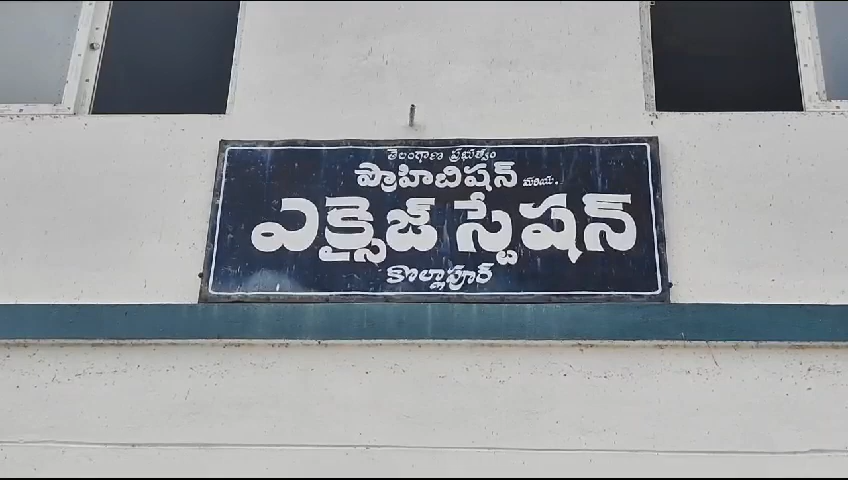 తెలంగాణ ప్రభుత్వం
ప్రొహిబిషన్ మరియు.
ఎక్సైజ్ స్టేషన్
కొల్లాపూర్